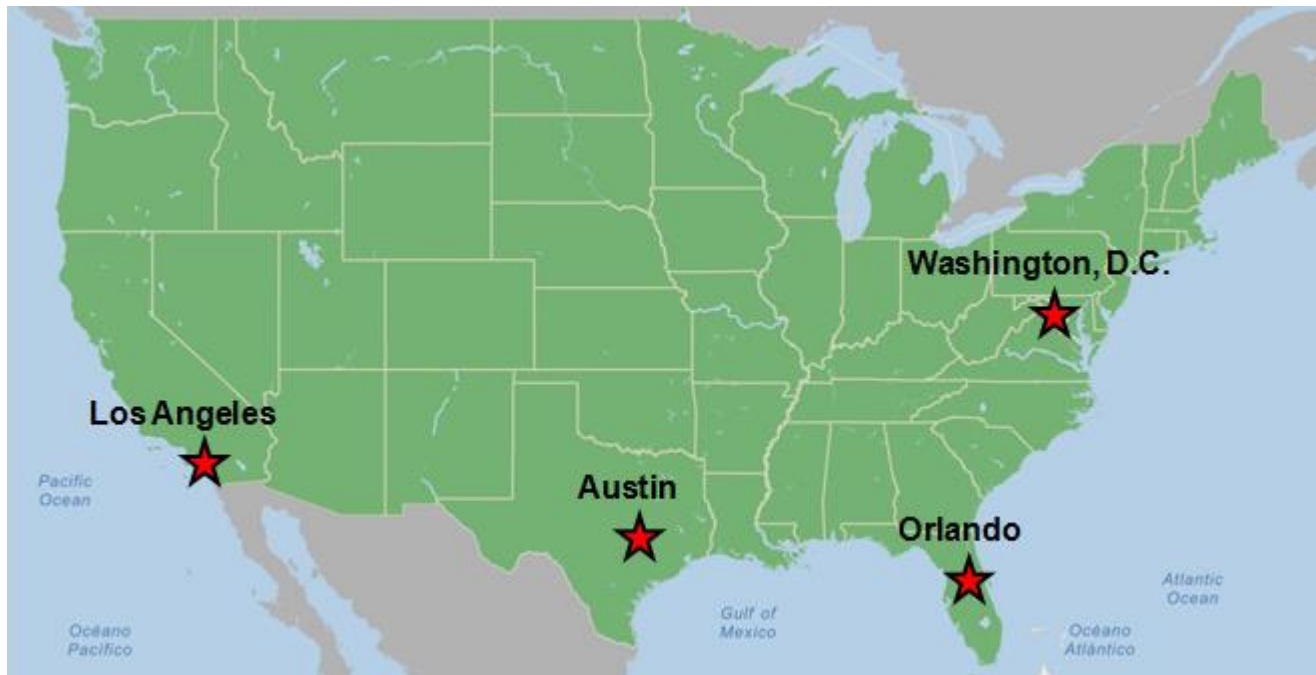 Washington, D.C.
Los Angeles
Pacific
Ocean
Austin
Orlando
Atlantic
Ocean
Gulf of
Mexico
Océano
Pacífico
Océano
Atlántico